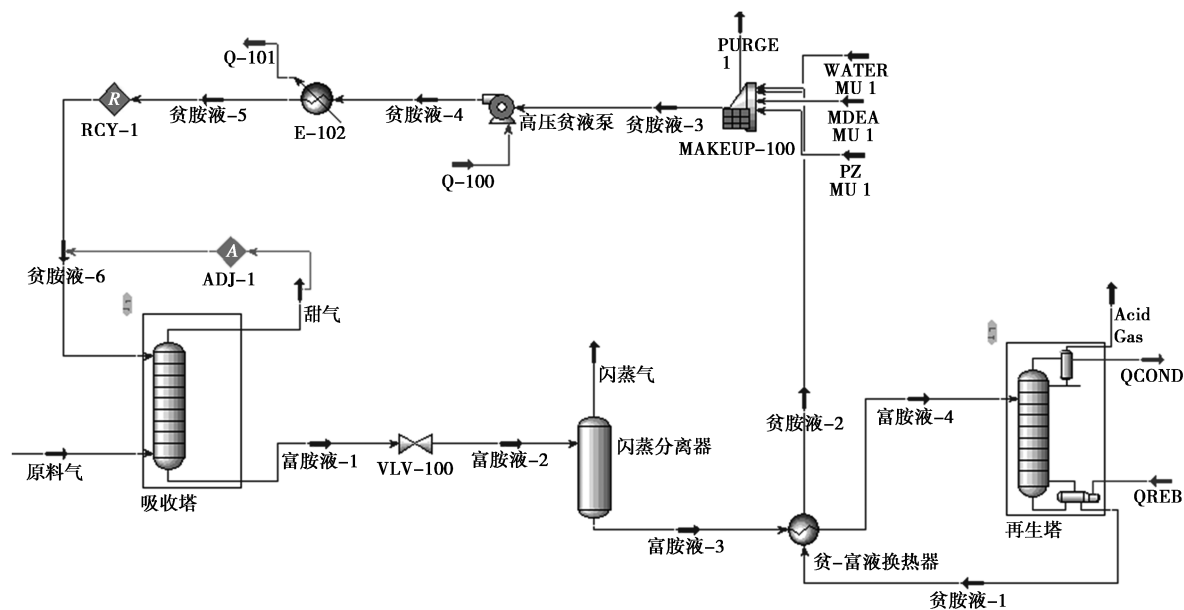 PURGE
1
Q-101
WATER
MU 1
MDEA
MU 1
PZ
MU 1
RCY-1
贫胺液-5
E-102
贫胺液-4
高压贫液泵
贫胺液-3
MAKEUP-100
Q-100
A
R
ADJ-1
贫胺液-6
甜气
Acid
Gas
闪蒸气
QCOND
贫胺液-2
富胺液-4
富胺液-1
VLV-100
富胺液-2
闪蒸分离器
原料气
吸收塔
QREB
再生塔
富胺液-3
贫-富液换热器
贫胺液-1